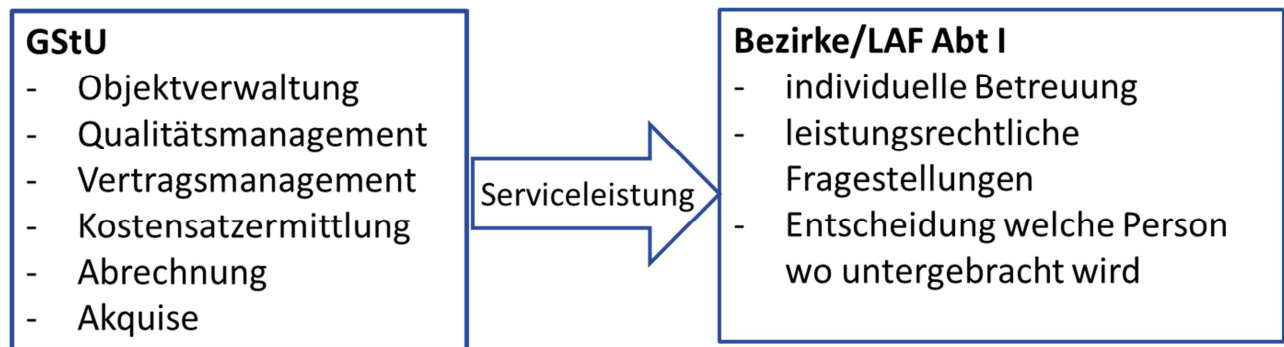 GStU
- Objektverwaltung
- Qualitätsmanagement
- Vertragsmanagement
- Kostensatzermittlung
- Abrechnung
- Akquise
Serviceleistung
Bezirke/LAF Abt I
- individuelle Betreuung
- leistungsrechtliche
Fragestellungen
- Entscheidung welche Person
wo untergebracht wird